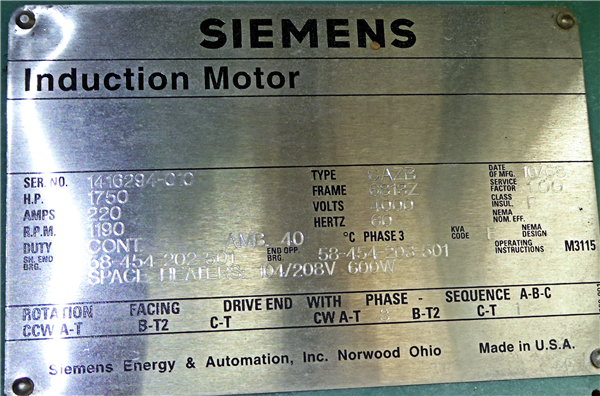 SIEMENS
Induction Motor
SER. NO. 1416294-010 TYPE CAZB DATE OF MFG.
H.P. 1750 FRAME SERVICE FACTOR 1.00
AMPS 220 VOLTS 4000 CLASS INSUL. F
R.P.M. 1190 HERTZ 60 NEMA NOM. EFF.
DUTY CONT. AMB. 40 °C PHASE 3 KVA CODE F NEMA DESIGN
SH. END BRG. 58-454-202-501 END OPP. BRG. 58-454-203-501 OPERATING INSTRUCTIONS M3115
SPACE HEATERS: 104/208V 600W
ROTATION FACING DRIVE END WITH PHASE - SEQUENCE A-B-C
CCW A-T B-T2 C-T CW A-T B-T2 C-T
Siemens Energy & Automation, Inc. Norwood Ohio Made in U.S.A.